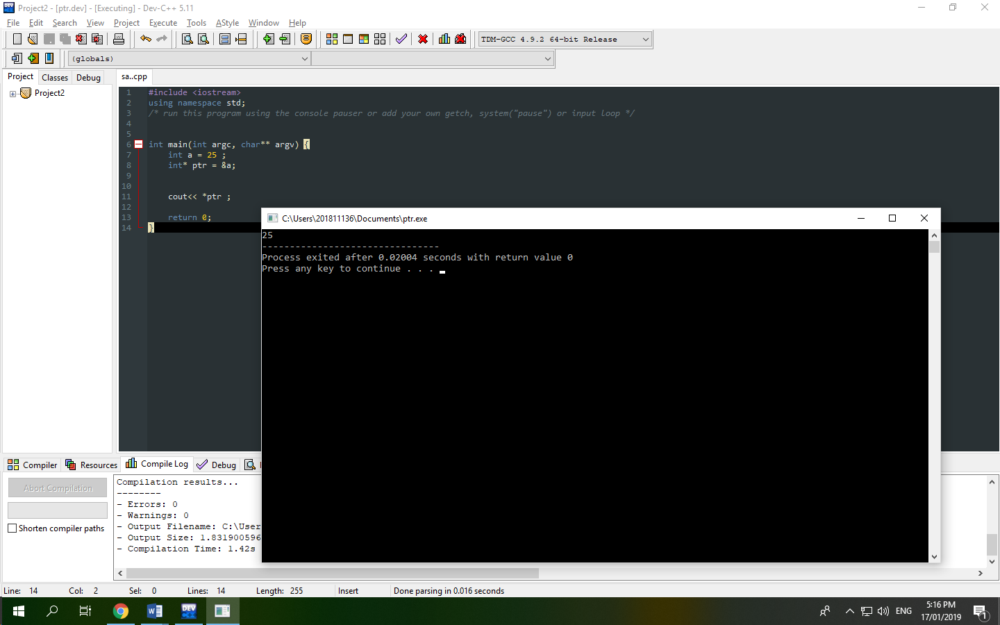 Project2 - [ptr.dev] - [Executing] - Dev-C++ 5.11
File Edit Search View Project Execute Tools AStyle Window Help
TDM-GCC 4.9.2 64-bit Release
(globals)
Project Classes Debug
Project2
sa..cpp
1 #include <iostream>
2 using namespace std;
3 /* run this program using the console pauser or add your own getch, system("pause") or input loop */
4
5
6 int main(int argc, char** argv) {
7 int a = 25 ;
8 int* ptr = &a;
9
10
11 cout<< *ptr ;
12
13 return 0;
14 }
C:\Users\201811136\Documents\ptr.exe
25
--------------------------------
Process exited after 0.02004 seconds with return value 0
Press any key to continue . . .
Compiler Resources Compile Log Debug
Abort Compilation
Shorten compiler paths
Compilation results...
--------
- Errors: 0
- Warnings: 0
- Output Filename: C:\User
- Output Size: 1.831900596
- Compilation Time: 1.42s
Line: 14 Col: 2 Sel: 0 Lines: 14 Length: 255 Insert Done parsing in 0.016 seconds
DEV
ENG
5:16 PM
17/01/2019
1